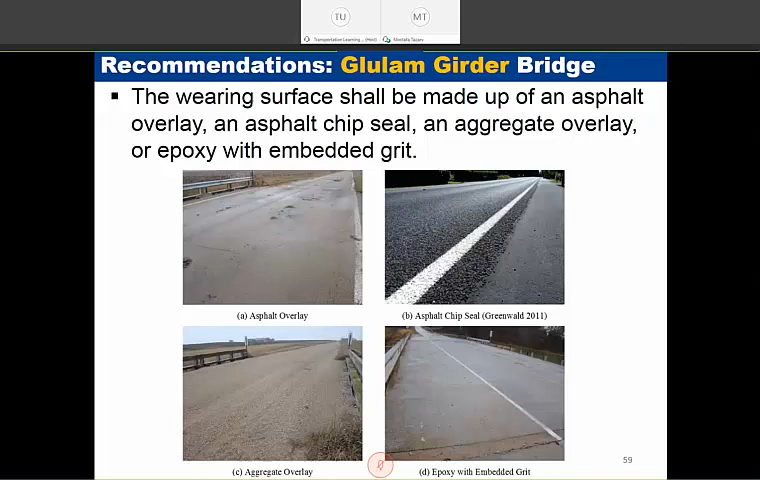 TU
MT
Transportation Learning ... (Host)
Mostafa Tazarv
Recommendations: Glulam Girder Bridge
▪ The wearing surface shall be made up of an asphalt
overlay, an asphalt chip seal, an aggregate overlay,
or epoxy with embedded grit.
(a) Asphalt Overlay
(b) Asphalt Chip Seal (Greenwald 2011)
(c) Aggregate Overlay
(d) Epoxy with Embedded Grit
59